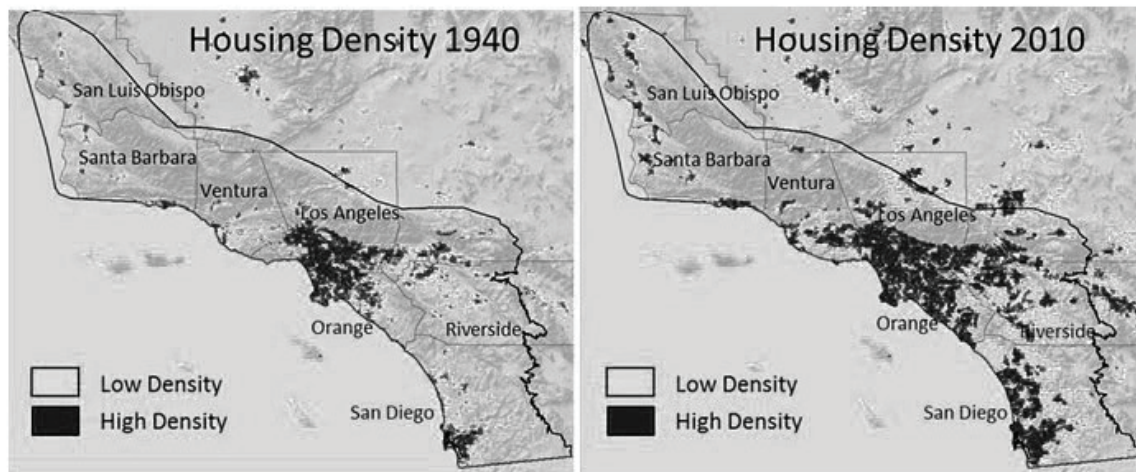 Housing Density 1940
San Luis Obispo
Santa Barbara
Ventura
Los Angeles
Orange
Riverside
Low Density
High Density
San Diego
Housing Density 2010
San Luis Obispo
Santa Barbara
Ventura
Los Angeles
Orange
Riverside
Low Density
High Density
San Diego